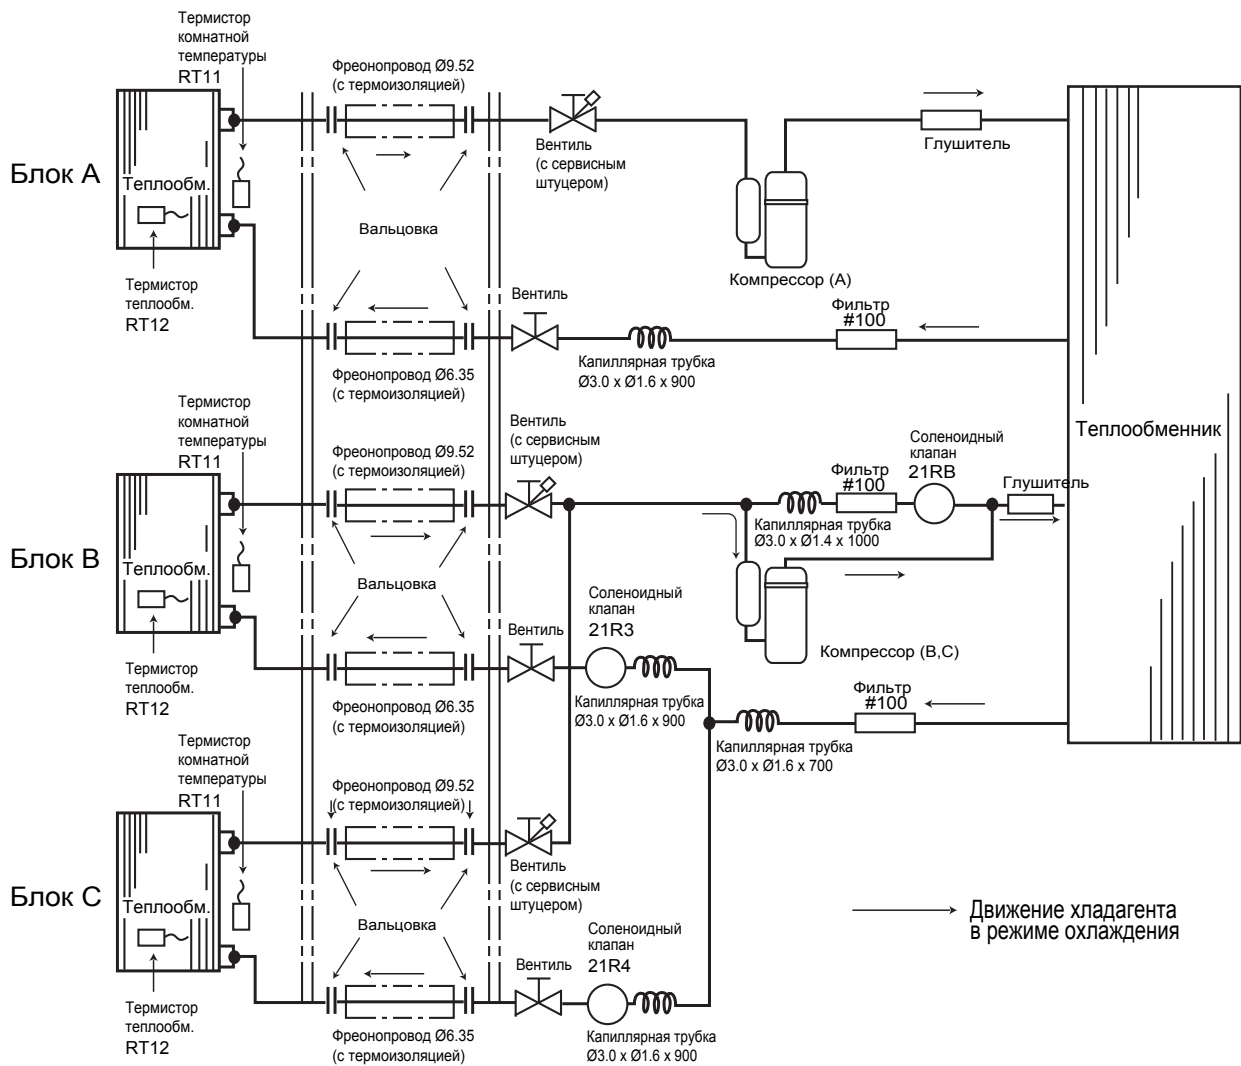 Термистор
комнатной
температуры
RT11
Фреонопровод Ø9.52
(с термоизоляцией)
Вентиль
(с сервисным
штуцером)
Глушитель
Блок A
Теплообм.
Вальцовка
Компрессор (A)
Термистор
теплообм.
RT12
Вентиль
Фильтр
#100
Фреонопровод Ø6.35
(с термоизоляцией)
Капиллярная трубка
Ø3.0 x Ø1.6 x 900
Термистор
комнатной
температуры
RT11
Фреонопровод Ø9.52
(с термоизоляцией)
Вентиль
(с сервисным
штуцером)
Соленоидный
клапан
21RB
Теплообменник
Фильтр
#100
Глушитель
Капиллярная трубка
Ø3.0 x Ø1.4 x 1000
Блок B
Теплообм.
Вальцовка
Соленоидный
клапан
21R3
Вентиль
Компрессор (B,C)
Термистор
теплообм.
RT12
Фреонопровод Ø6.35
(с термоизоляцией)
Капиллярная трубка
Ø3.0 x Ø1.6 x 900
Фильтр
#100
Капиллярная трубка
Ø3.0 x Ø1.6 x 700
Термистор
комнатной
температуры
RT11
Фреонопровод Ø9.52
(с термоизоляцией)
Вентиль
(с сервисным
штуцером)
Блок C
Теплообм.
Вальцовка
Соленоидный
клапан
21R4
Вентиль
Движение хладагента
в режиме охлаждения
Термистор
теплообм.
RT12
Фреонопровод Ø6.35
(с термоизоляцией)
Капиллярная трубка
Ø3.0 x Ø1.6 x 900